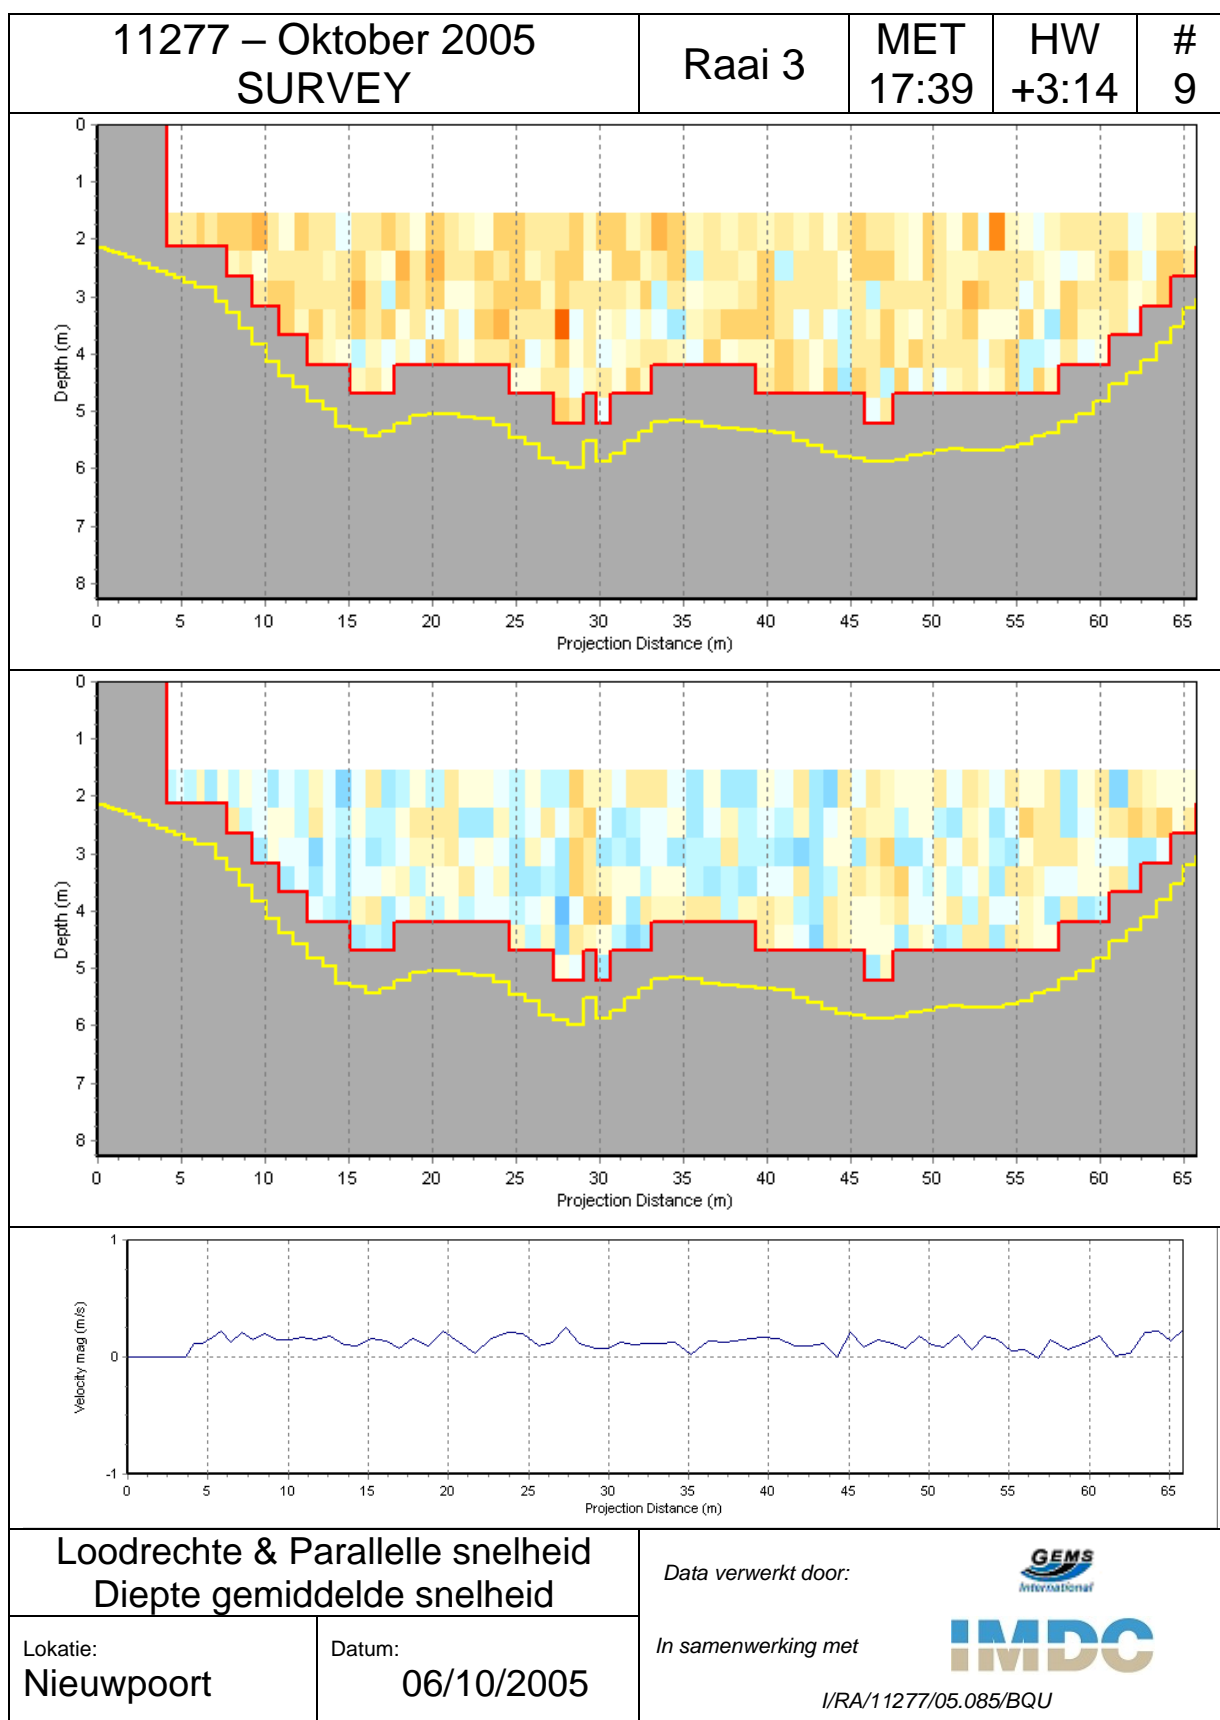 11277 – Oktober 2005
SURVEY
Raai 3
MET
17:39
HW
+3:14
#
9
0
1
2
3
4
5
6
7
8
Depth (m)
0 5 10 15 20 25 30 35 40 45 50 55 60 65
Projection Distance (m)
0
1
2
3
4
5
6
7
8
Depth (m)
0 5 10 15 20 25 30 35 40 45 50 55 60 65
Projection Distance (m)
1
0
-1
Velocity mag (m/s)
0 5 10 15 20 25 30 35 40 45 50 55 60 65
Projection Distance (m)
Loodrechte & Parallelle snelheid
Diepte gemiddelde snelheid
Lokatie:
Nieuwpoort
Datum:
06/10/2005
Data verwerkt door:
GEMS
International
In samenwerking met
IMDC
I/RA/11277/05.085/BQU